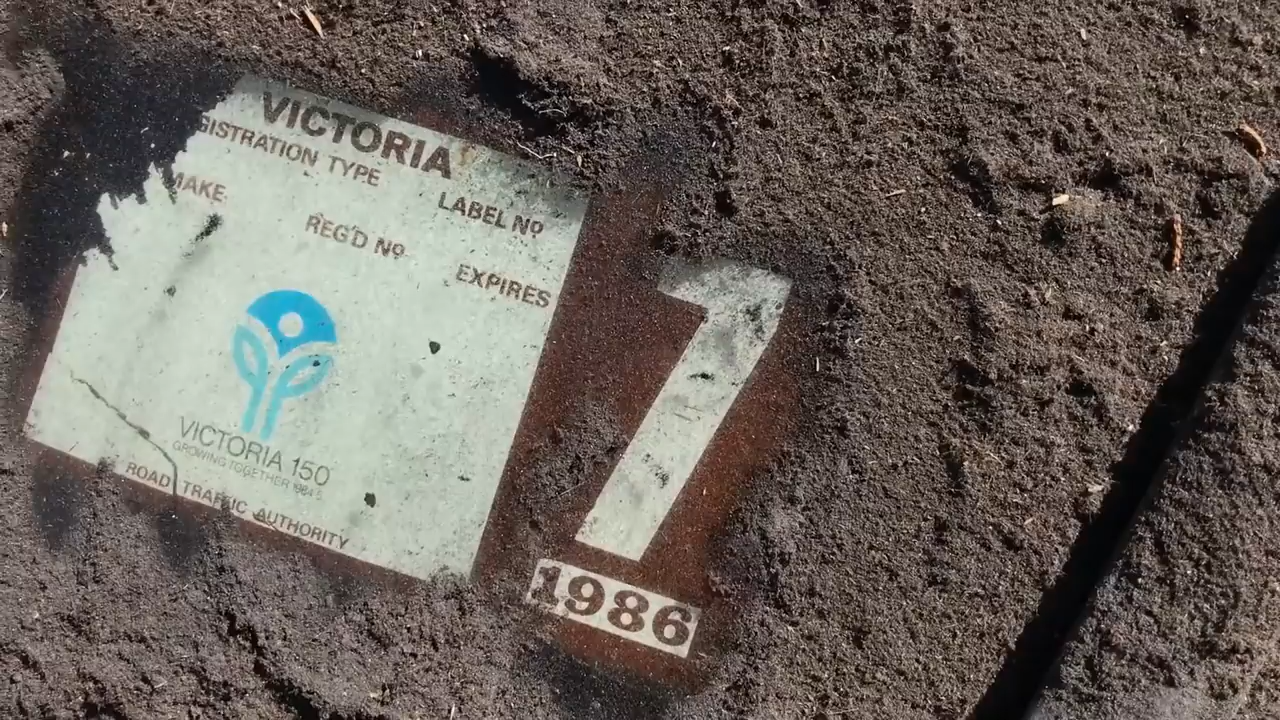 VICTORIA
GISTRATION TYPE
MAKE
LABEL No
REG'D No
EXPIRES
VICTORIA 150
GROWING TOGETHER 1984 5
ROAD TRAFFIC AUTHORITY
7
1986